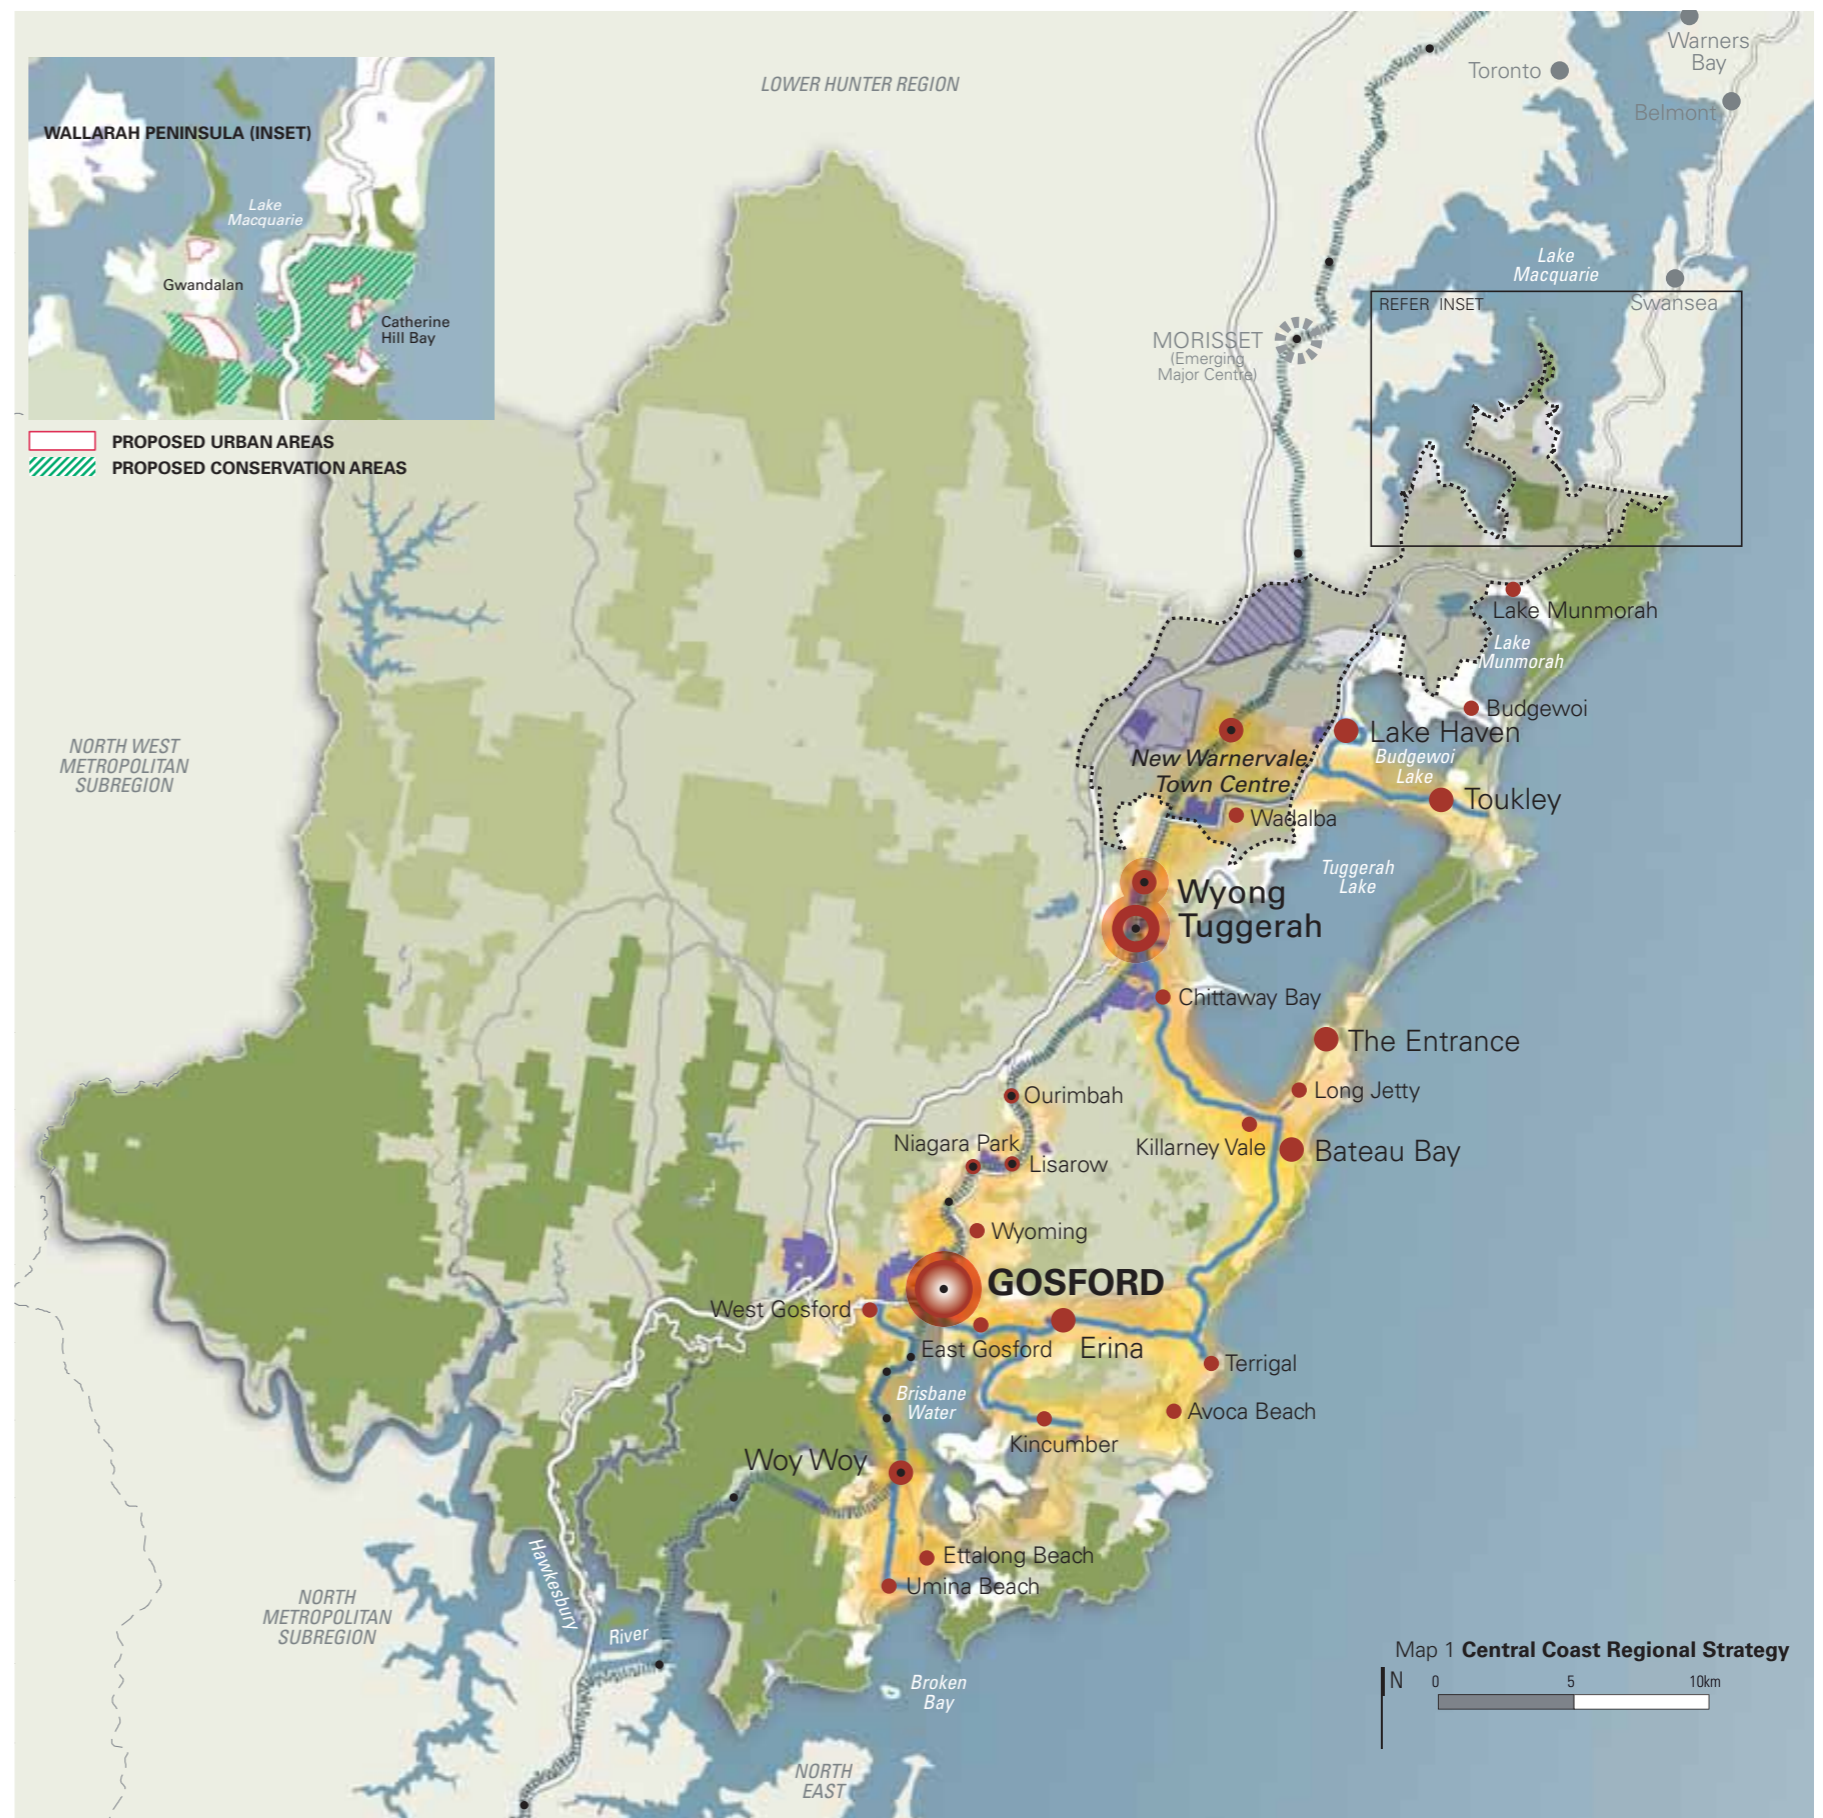 LOWER HUNTER REGION
Toronto
Warners
Bay
Belmont
WALLARAH PENINSULA (INSET)
Lake
Macquarie
Gwandalan
Catherine
Hill Bay
PROPOSED URBAN AREAS
PROPOSED CONSERVATION AREAS
Lake
Macquarie
REFER INSET
Swansea
MORISSET
(Emerging
Major Centre)
Lake Munmorah
Lake
Munmorah
Budgewoi
Lake Haven
Budgewoi
Lake
New Warnervale
Town Centre
Toukley
Wadalba
NORTH WEST
METROPOLITAN
SUBREGION
Tuggerah
Lake
Wyong
Tuggerah
Chittaway Bay
The Entrance
Long Jetty
Ourimbah
Killarney Vale
Bateau Bay
Niagara Park
Lisarow
Wyoming
GOSFORD
West Gosford
East Gosford
Erina
Terrigal
Brisbane
Water
Avoca Beach
Kincumber
Woy Woy
Ettalong Beach
Umina Beach
Hawkesbury
River
NORTH
METROPOLITAN
SUBREGION
Broken
Bay
NORTH
EAST
Map 1 Central Coast Regional Strategy
N
0 5 10km